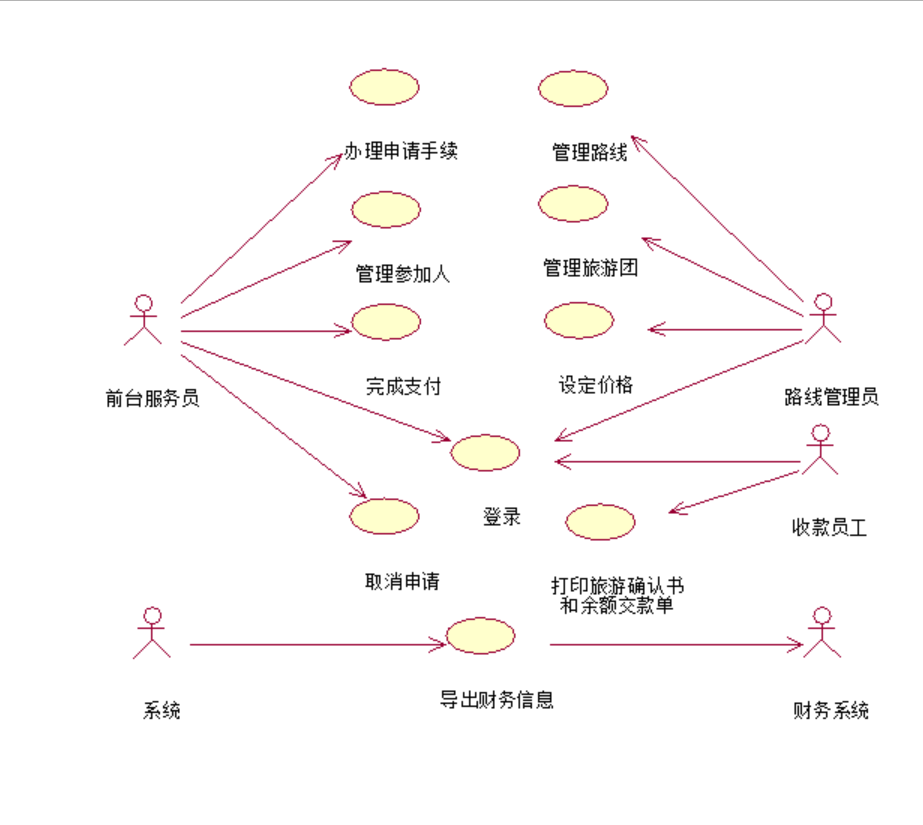 办理申请手续
管理路线
管理参加人
管理旅游团
完成支付
设定价格
前台服务员
路线管理员
登录
收款员工
取消申请
打印旅游确认书
和余额交款单
导出财务信息
系统
财务系统